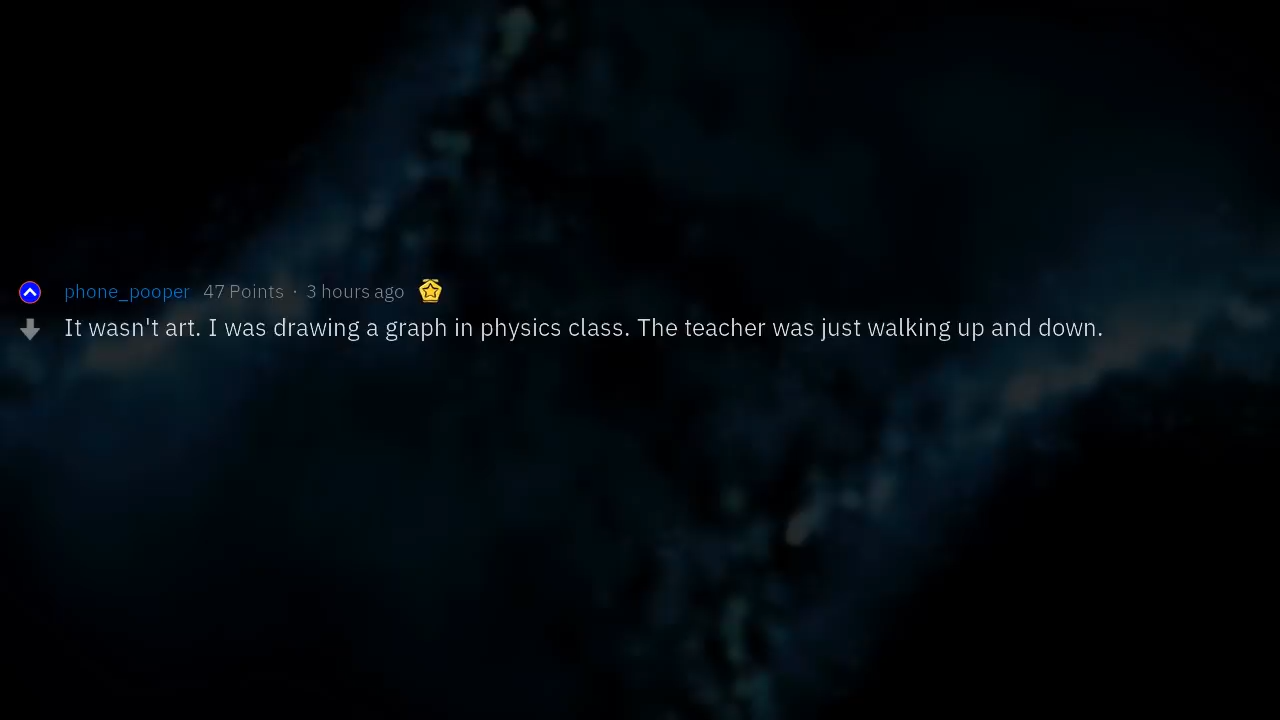 phone_pooper 47 Points · 3 hours ago
It wasn't art. I was drawing a graph in physics class. The teacher was just walking up and down.